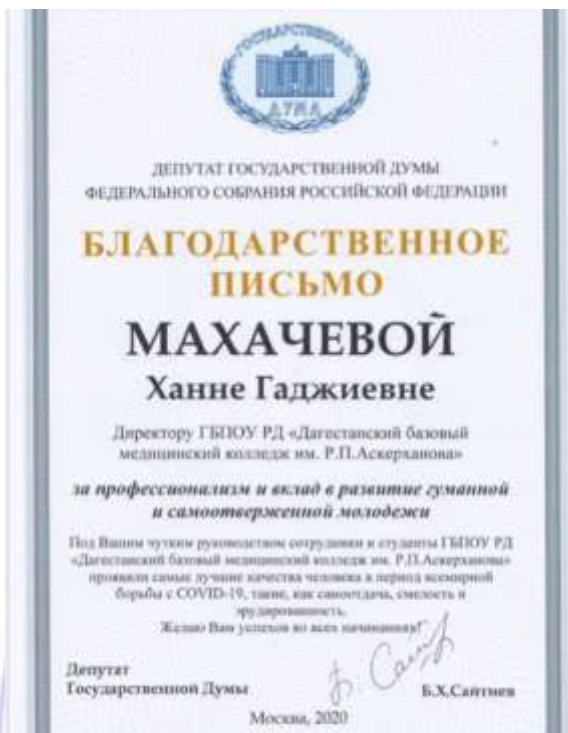 ГОСУДАРСТВЕННАЯ
ДУМА
ДЕПУТАТ ГОСУДАРСТВЕННОЙ ДУМЫ
ФЕДЕРАЛЬНОГО СОБРАНИЯ РОССИЙСКОЙ ФЕДЕРАЦИИ
БЛАГОДАРСТВЕННОЕ
ПИСЬМО
МАХАЧЕВОЙ
Ханне Гаджиевне
Директору ГБПОУ РД «Дагестанский базовый
медицинский колледж им. Р.П.Аскерханова»
за профессионализм и вклад в развитие гуманной
и самоотверженной молодежи
Под Вашим чутким руководством сотрудники и студенты ГБПОУ РД
«Дагестанский базовый медицинский колледж им. Р.П.Аскерханова»
проявили самые лучшие качества человека в период всемирной
борьбы с COVID-19, такие, как самоотдача, смелость и
эрудированность.
Желаю Вам успехов во всех начинаниях!
Депутат
Государственной Думы
Б.Х.Сайтиев
Москва, 2020